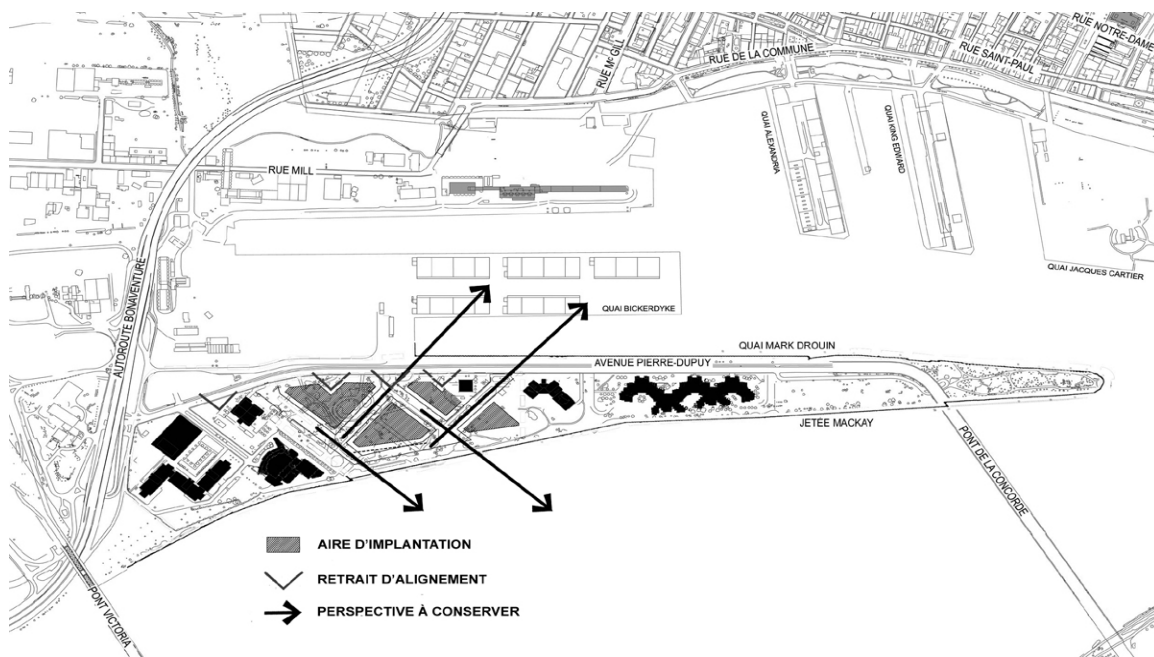 RUE NOTRE-DAME
RUE SAINT-PAUL
RUE DE LA COMMUNE
RUE McGILL
QUAI ALEXANDRIA
QUAI KING EDWARD
RUE MILL
QUAI JACQUES CARTIER
AUTOROUTE BONAVENTURE
QUAI BICKERDYKE
QUAI MARK DROUIN
AVENUE PIERRE-DUPUY
JETÉE MACKAY
PONT DE LA CONCORDE
PONT VICTORIA
AIRE D'IMPLANTATION
RETRAIT D'ALIGNEMENT
PERSPECTIVE À CONSERVER